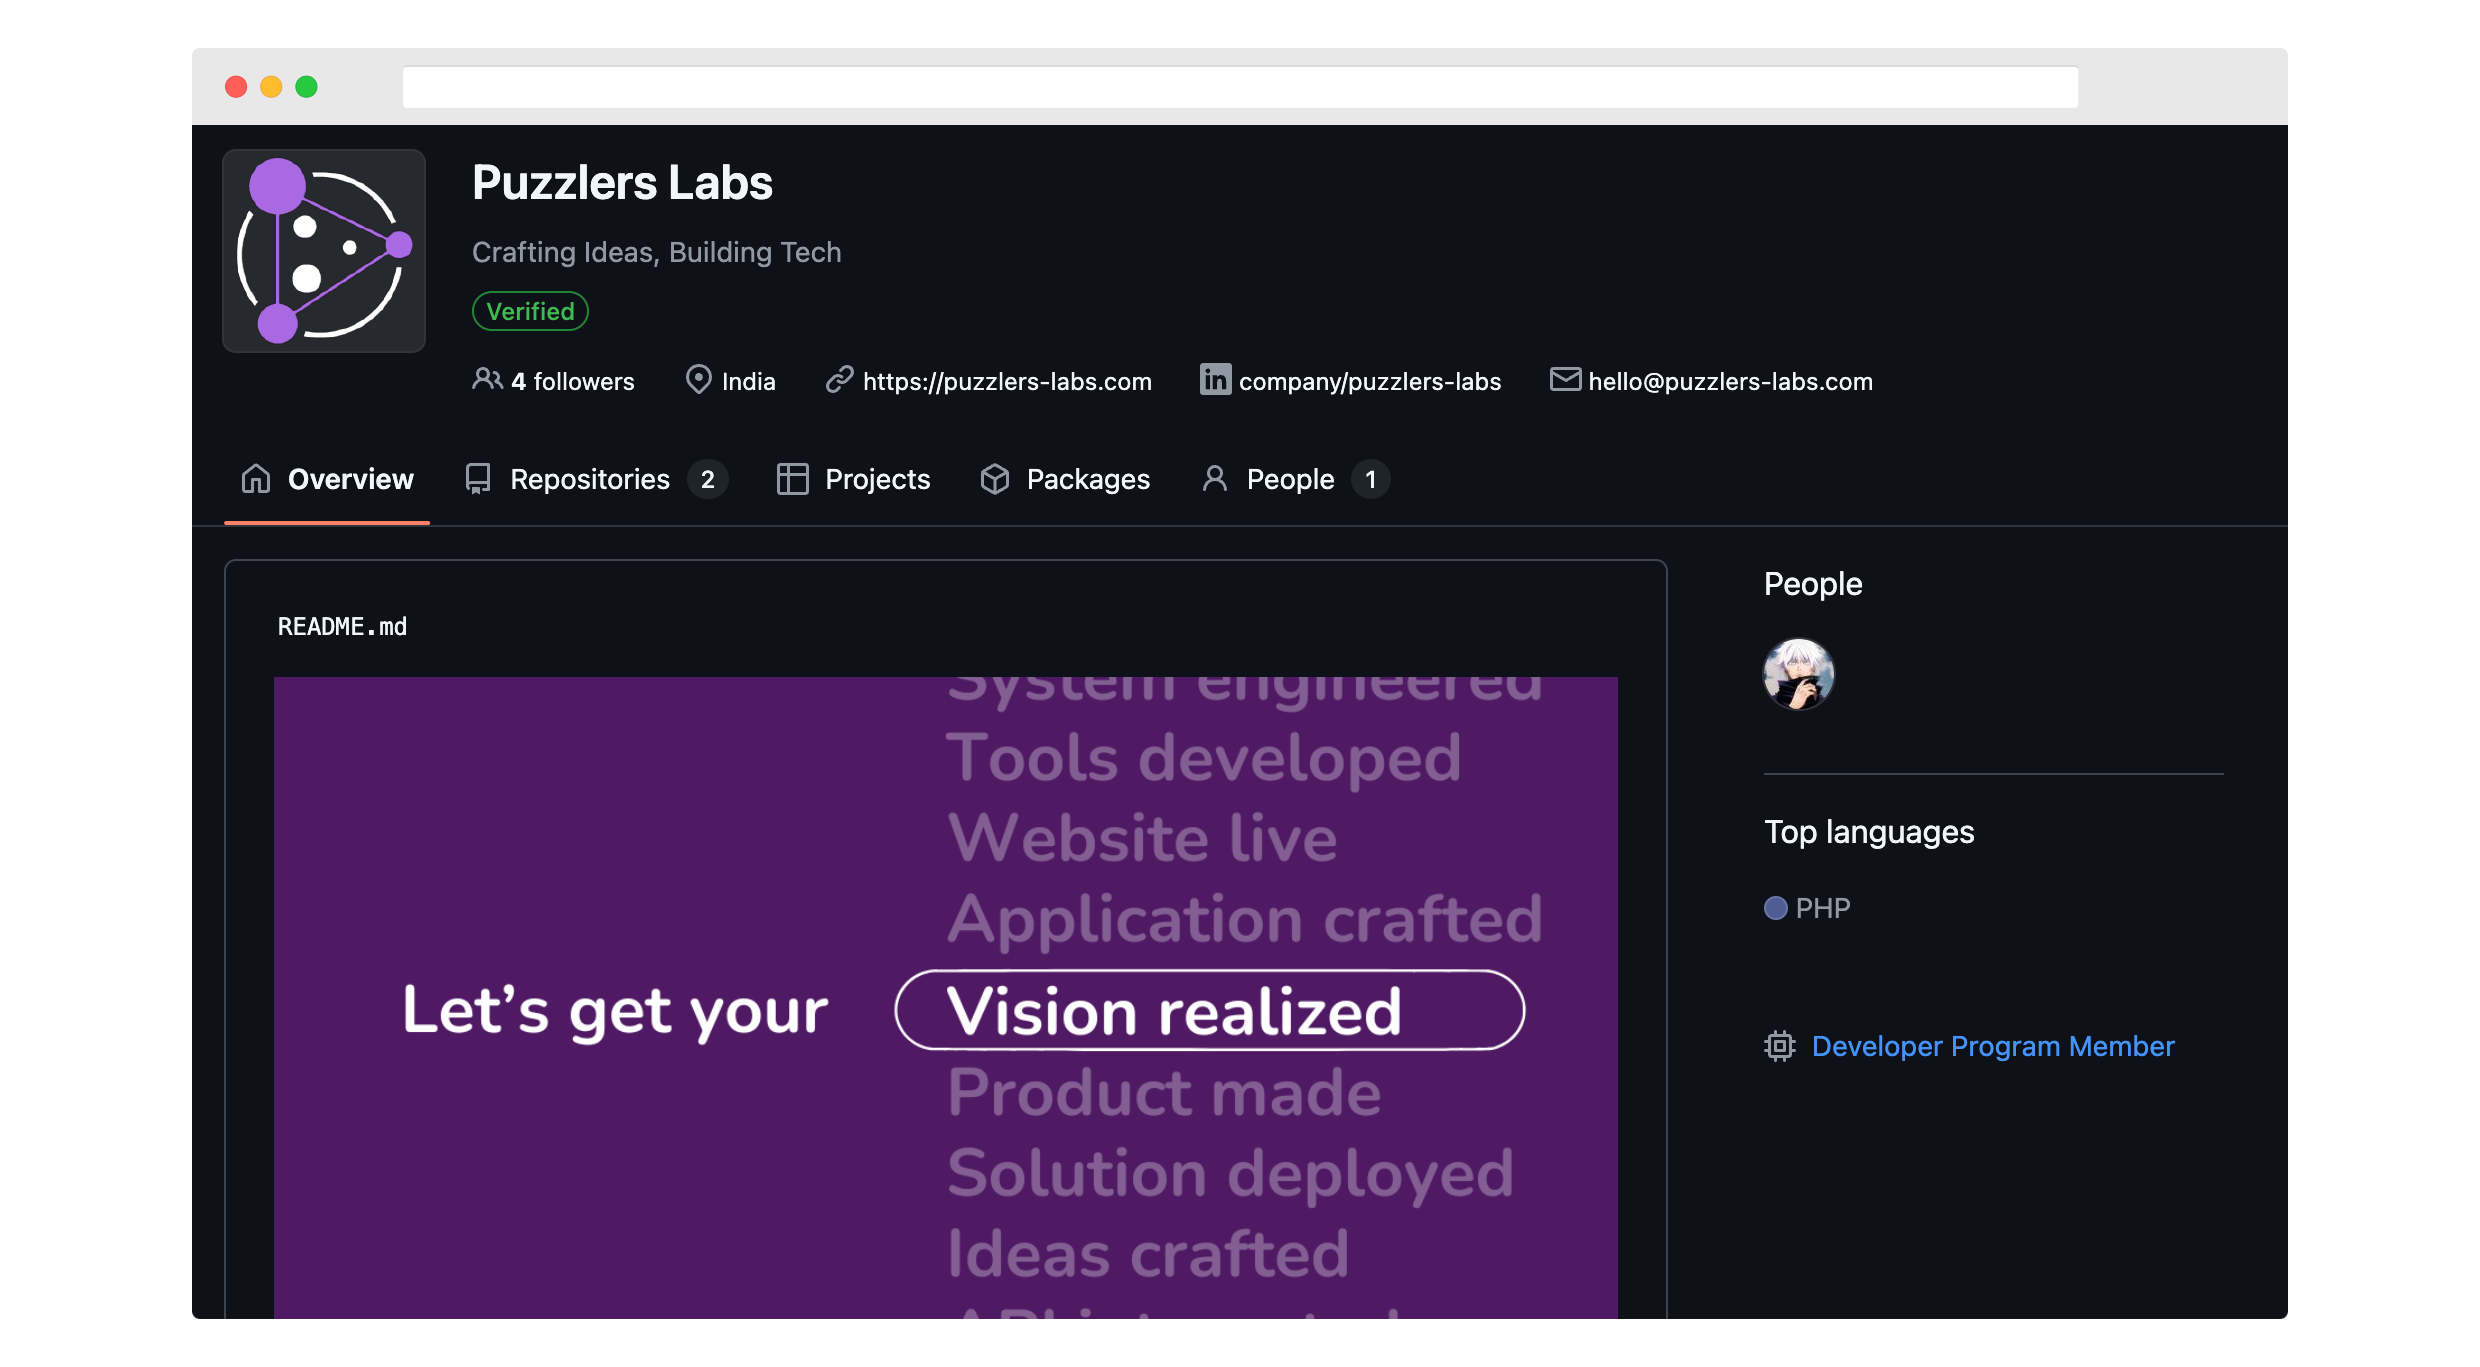 Puzzlers Labs
Crafting Ideas, Building Tech
Verified
4 followers India https://puzzlers-labs.com company/puzzlers-labs hello@puzzlers-labs.com
Overview Repositories 2 Projects Packages People 1
README.md
System engineered
Tools developed
Website live
Application crafted
Let’s get your Vision realized
Product made
Solution deployed
Ideas crafted
People
Top languages
PHP
Developer Program Member